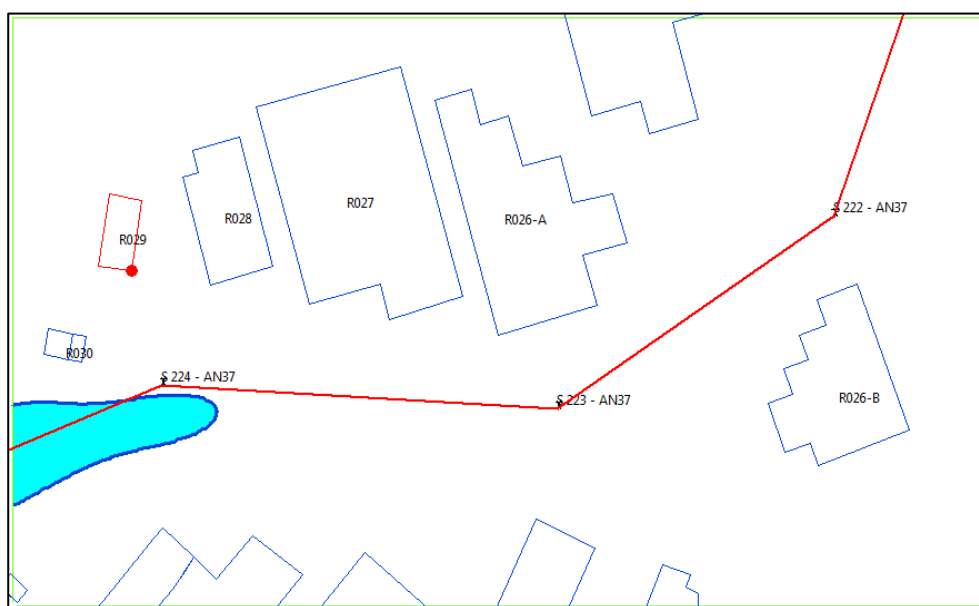 S 222 - AN37
R027
R028
R026-A
R029
R030
S 224 - AN37
S 223 - AN37
R026-B